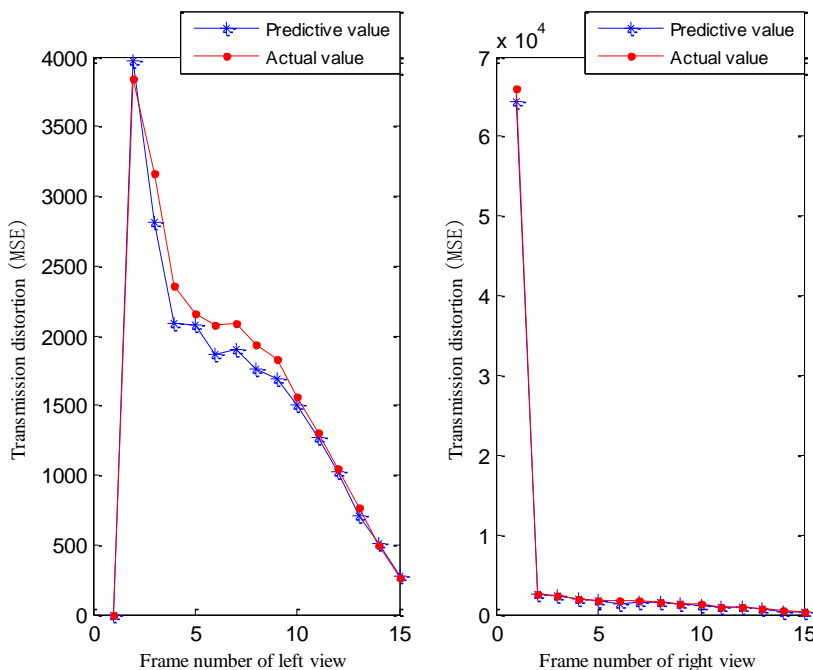 Predictive value
Actual value
4000
3500
3000
2500
2000
1500
1000
500
0
0
5
10
15
Transmission distortion (MSE)
Frame number of left view
Predictive value
Actual value
x 10^4
7
6
5
4
3
2
1
0
0
5
10
15
Transmission distortion (MSE)
Frame number of right view